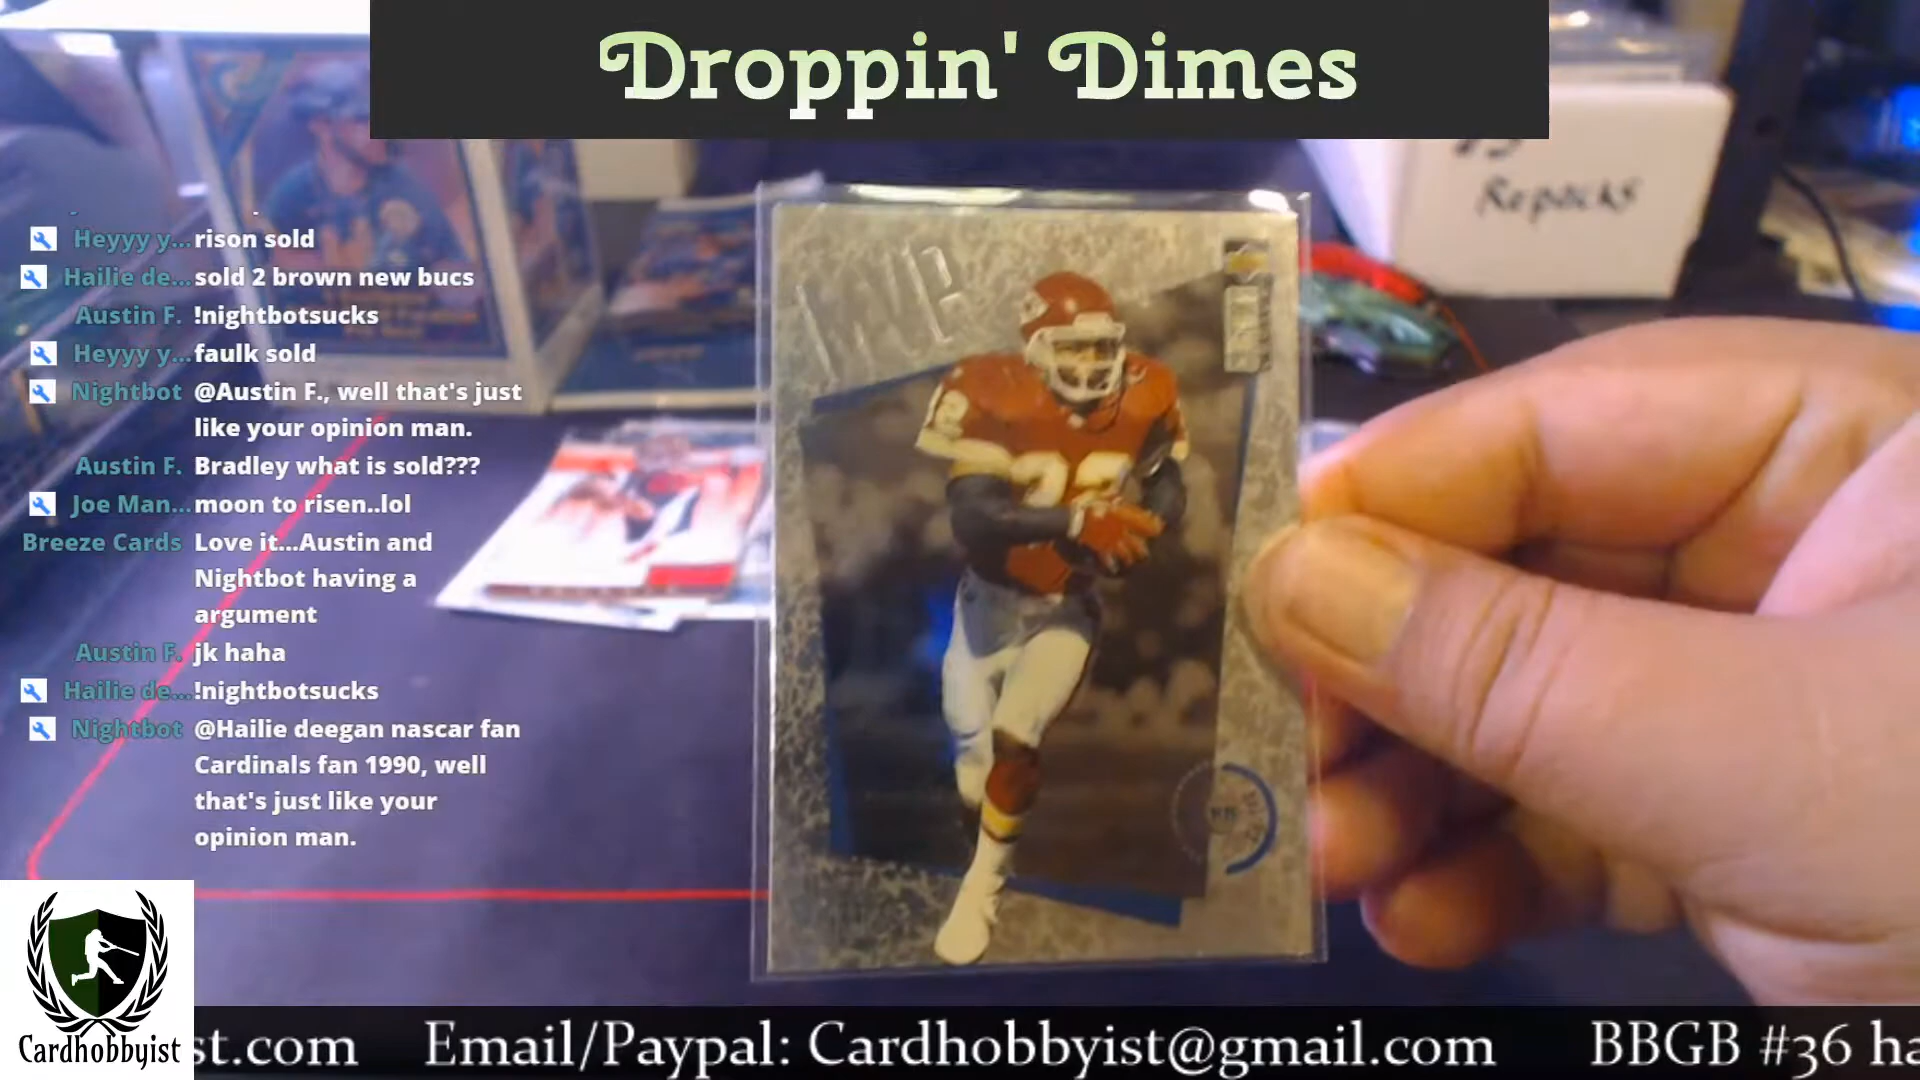 Droppin' Dimes
Repacks
MVP
Heyyy y... rison sold
Hailie de... sold 2 brown new bucs
Austin F. !nightbotsucks
Heyyy y... faulk sold
Nightbot @Austin F., well that's just
like your opinion man.
Austin F. Bradley what is sold???
Joe Man... moon to risen..lol
Breeze Cards Love it...Austin and
Nightbot having a
argument
Austin F. jk haha
Hailie de... !nightbotsucks
Nightbot @Hailie deegan nascar fan
Cardinals fan 1990, well
that's just like your
opinion man.
Cardhobbyist
st.com Email/Paypal: Cardhobbyist@gmail.com BBGB #36 ha